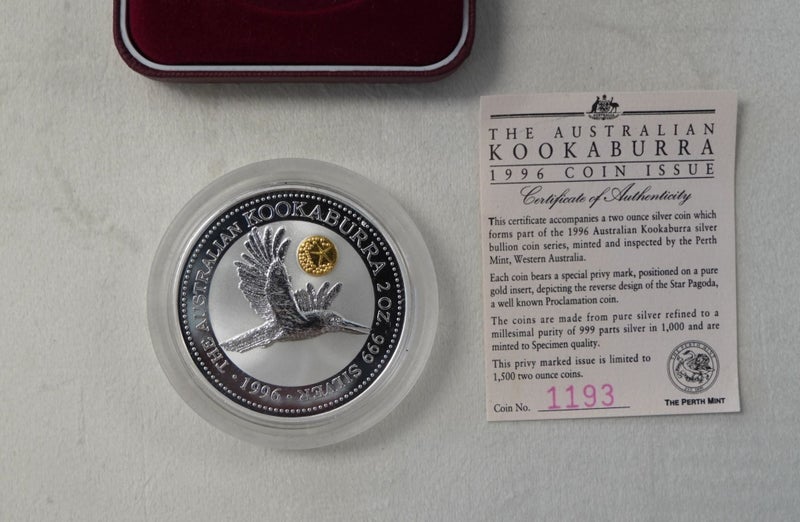 THE AUSTRALIAN KOOKABURRA 2 OZ. 999 SILVER
· 1996 ·
THE AUSTRALIAN
KOOKABURRA
1996 COIN ISSUE
Certificate of Authenticity
This certificate accompanies a two ounce silver coin which
forms part of the 1996 Australian Kookaburra silver
bullion coin series, minted and inspected by the Perth
Mint, Western Australia.
Each coin bears a special privy mark, positioned on a pure
gold insert, depicting the reverse design of the Star Pagoda,
a well known Proclamation coin.
The coins are made from pure silver refined to a
millesimal purity of 999 parts silver in 1,000 and are
minted to Specimen quality.
This privy marked issue is limited to
1,500 two ounce coins.
Coin No. 1193
THE PERTH MINT
THE PERTH MINT